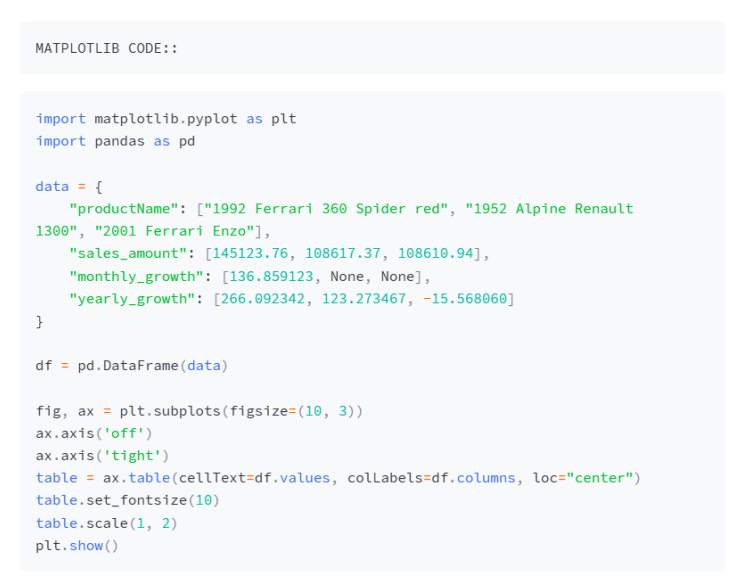 MATPLOTLIB CODE::
import matplotlib.pyplot as plt
import pandas as pd
data = {
    "productName": ["1992 Ferrari 360 Spider red", "1952 Alpine Renault
1300", "2001 Ferrari Enzo"],
    "sales_amount": [145123.76, 108617.37, 108610.94],
    "monthly_growth": [136.859123, None, None],
    "yearly_growth": [266.092342, 123.273467, -15.568060]
}
df = pd.DataFrame(data)
fig, ax = plt.subplots(figsize=(10, 3))
ax.axis('off')
ax.axis('tight')
table = ax.table(cellText=df.values, colLabels=df.columns, loc="center")
table.set_fontsize(10)
table.scale(1, 2)
plt.show()